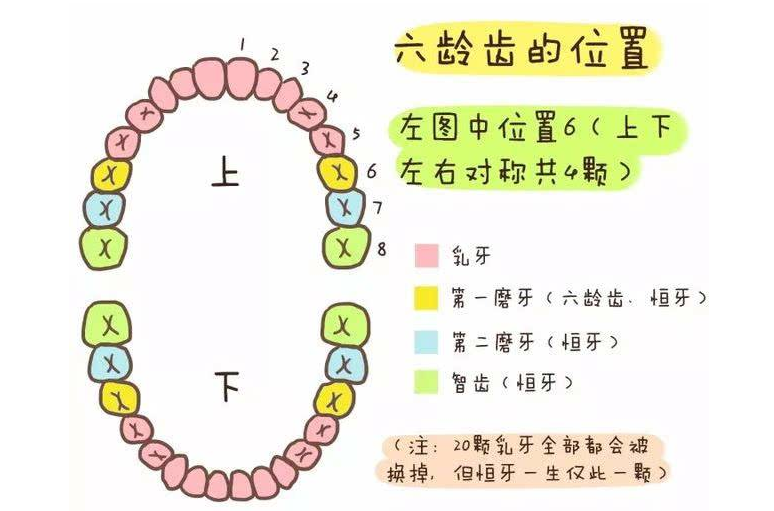 六龄齿的位置
左图中位置6（上下
左右对称共4颗）
1
2
3
4
5
6
7
8
上
下
乳牙
第一磨牙（六龄齿．恒牙）
第二磨牙（恒牙）
智齿（恒牙）
（注：20颗乳牙全部都会被
换掉，但恒牙一生仅此一颗）